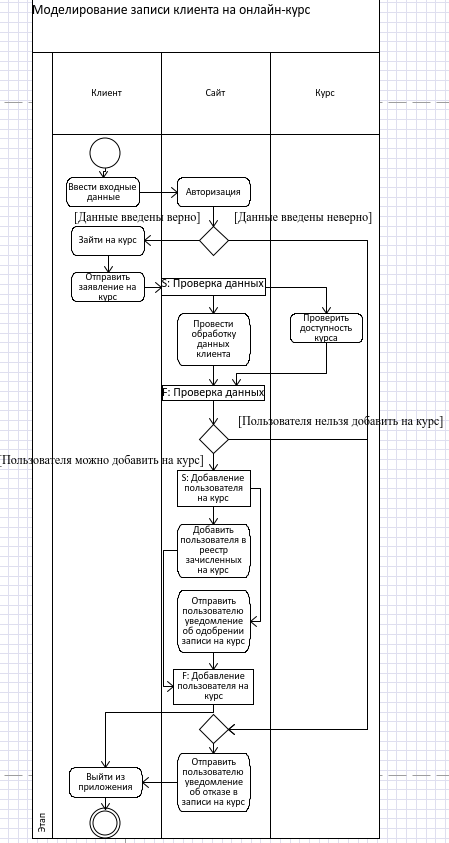 Моделирование записи клиента на онлайн-курс
Клиент
Сайт
Курс
Ввести входные
данные
Авторизация
[Данные введены верно)
[Данные введены неверно]
Зайти на курс
Отправить
заявление на
курс
S: Проверка данных
Провести
обработку
данных
клиента
Проверить
доступность
курса
F: Проверка данных
[Пользователя нельзя добавить на курс]
[Пользователя можно добавить на курс]
S: Добавление
пользователя
на курс
Добавить
пользователя в
реестр
зачисленных
на курс
Отправить
пользователю
уведомление
об одобрении
записи на курс
F: Добавление
пользователя на
курс
Отправить
пользователю
уведомление
об отказе в
записи на курс
Выйти из
приложения
Этап